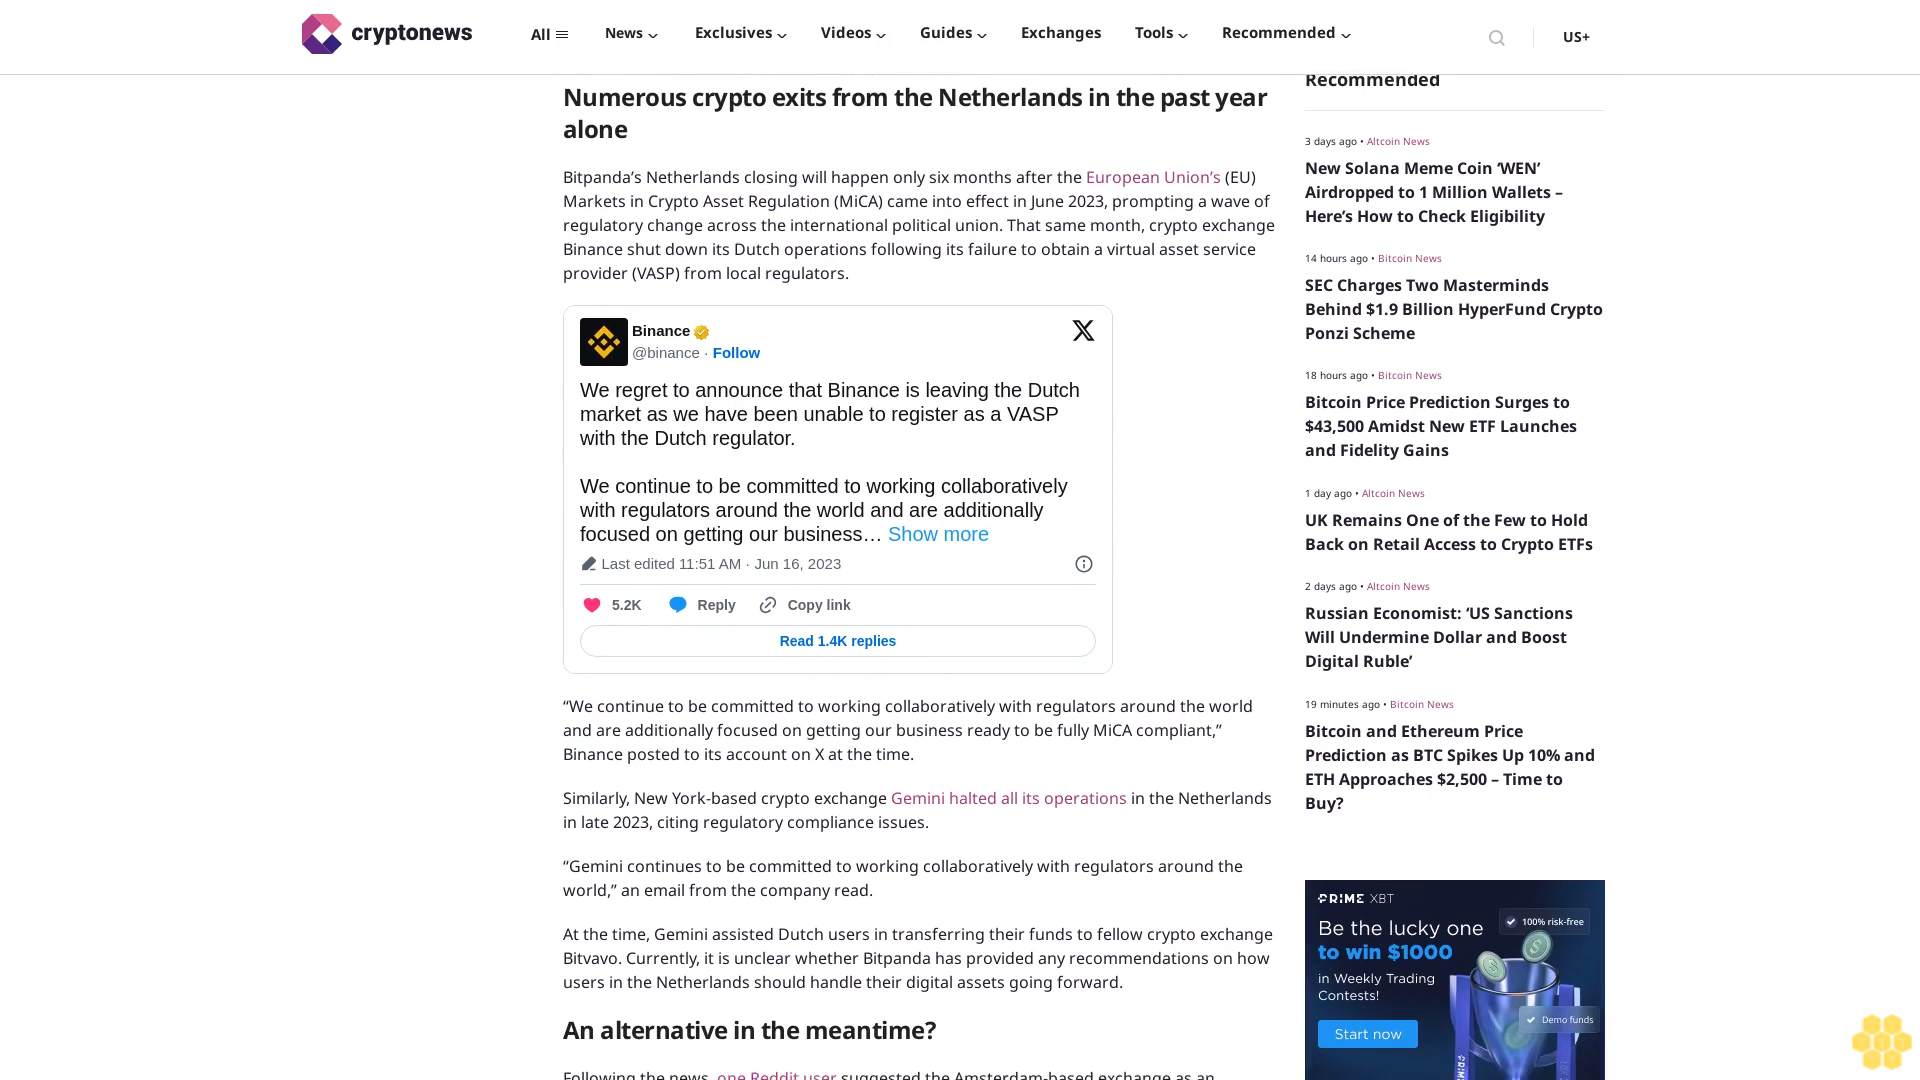 cryptonews
All
News
Exclusives
Videos
Guides
Exchanges
Tools
Recommended
US+
Numerous crypto exits from the Netherlands in the past year
alone
Bitpanda’s Netherlands closing will happen only six months after the European Union’s (EU)
Markets in Crypto Asset Regulation (MiCA) came into effect in June 2023, prompting a wave of
regulatory change across the international political union. That same month, crypto exchange
Binance shut down its Dutch operations following its failure to obtain a virtual asset service
provider (VASP) from local regulators.
Binance
@binance · Follow
We regret to announce that Binance is leaving the Dutch
market as we have been unable to register as a VASP
with the Dutch regulator.
We continue to be committed to working collaboratively
with regulators around the world and are additionally
focused on getting our business… Show more
Last edited 11:51 AM · Jun 16, 2023
5.2K
Reply
Copy link
Read 1.4K replies
“We continue to be committed to working collaboratively with regulators around the world
and are additionally focused on getting our business ready to be fully MiCA compliant,”
Binance posted to its account on X at the time.
Similarly, New York-based crypto exchange Gemini halted all its operations in the Netherlands
in late 2023, citing regulatory compliance issues.
“Gemini continues to be committed to working collaboratively with regulators around the
world,” an email from the company read.
At the time, Gemini assisted Dutch users in transferring their funds to fellow crypto exchange
Bitvavo. Currently, it is unclear whether Bitpanda has provided any recommendations on how
users in the Netherlands should handle their digital assets going forward.
An alternative in the meantime?
Following the news, one Reddit user suggested the Amsterdam-based exchange as an
Recommended
3 days ago • Altcoin News
New Solana Meme Coin ‘WEN’
Airdropped to 1 Million Wallets –
Here’s How to Check Eligibility
14 hours ago • Bitcoin News
SEC Charges Two Masterminds
Behind $1.9 Billion HyperFund Crypto
Ponzi Scheme
18 hours ago • Bitcoin News
Bitcoin Price Prediction Surges to
$43,500 Amidst New ETF Launches
and Fidelity Gains
1 day ago • Altcoin News
UK Remains One of the Few to Hold
Back on Retail Access to Crypto ETFs
2 days ago • Altcoin News
Russian Economist: ‘US Sanctions
Will Undermine Dollar and Boost
Digital Ruble’
19 minutes ago • Bitcoin News
Bitcoin and Ethereum Price
Prediction as BTC Spikes Up 10% and
ETH Approaches $2,500 – Time to
Buy?
PRIME XBT
100% risk-free
Be the lucky one
to win $1000
in Weekly Trading
Contests!
Demo funds
Start now
PRIME